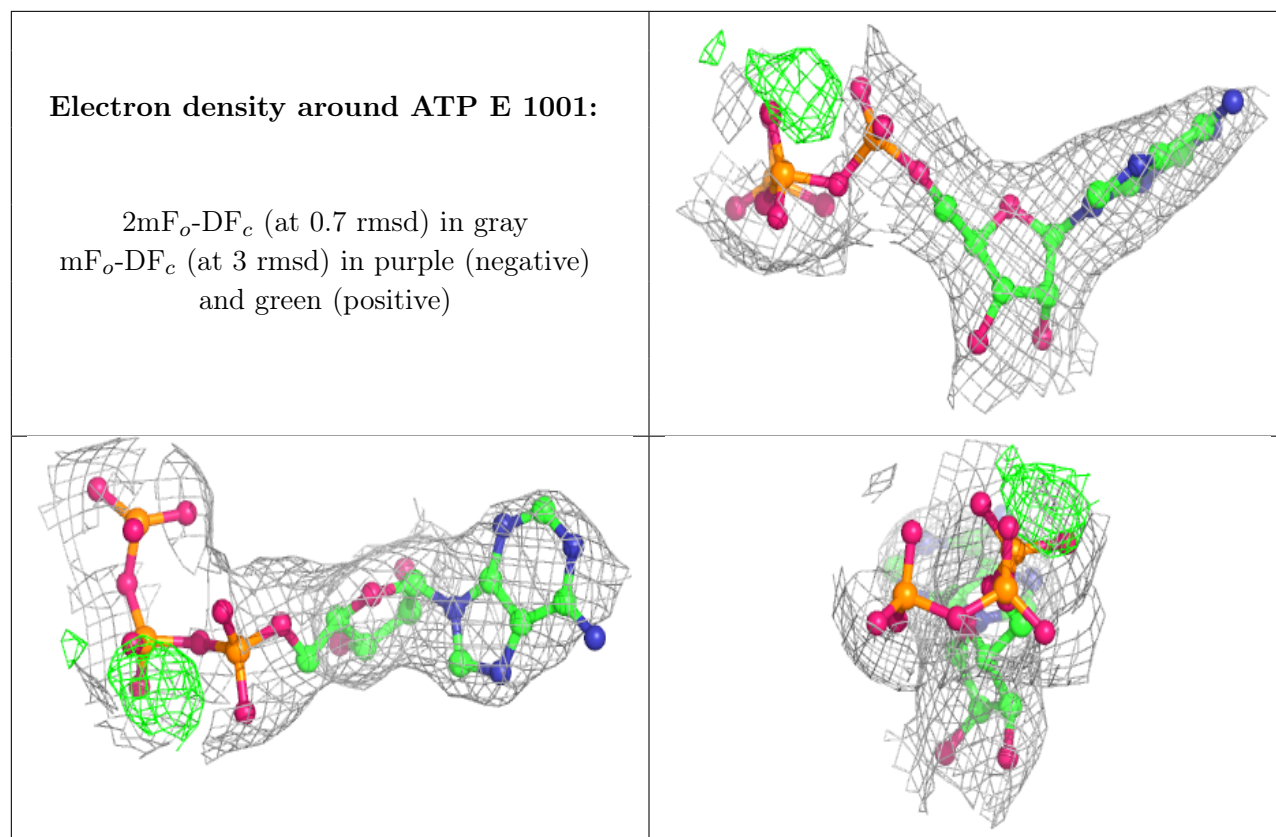 Electron density around ATP E 1001:
2mFo-DFc (at 0.7 rmsd) in gray
mFo-DFc (at 3 rmsd) in purple (negative)
and green (positive)